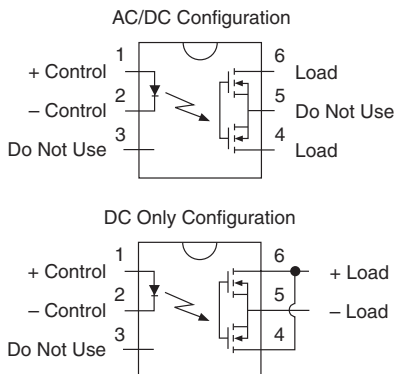 AC/DC Configuration
1 6
+ Control Load
2 5
– Control Do Not Use
3 4
Do Not Use Load
DC Only Configuration
1 6
+ Control + Load
2 5
– Control – Load
3 4
Do Not Use